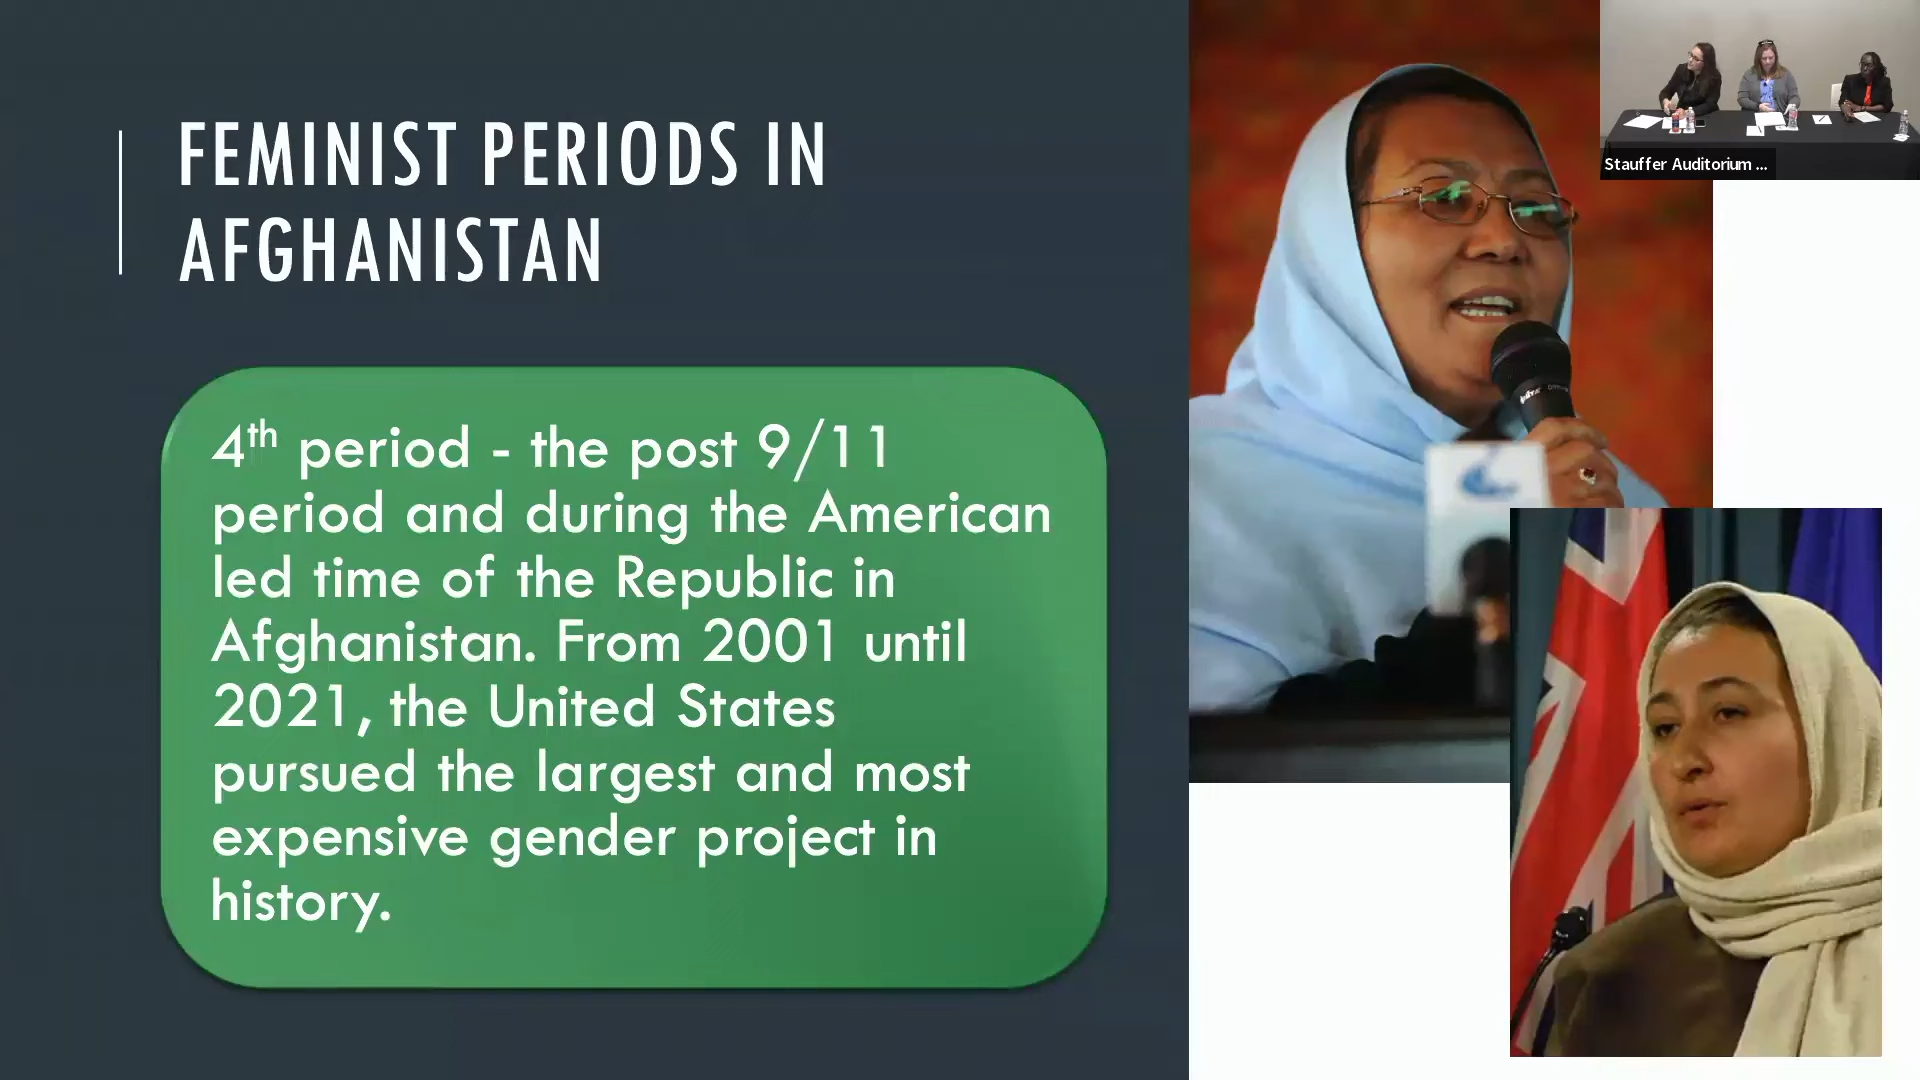 FEMINIST PERIODS IN
AFGHANISTAN
4th period - the post 9/11
period and during the American
led time of the Republic in
Afghanistan. From 2001 until
2021, the United States
pursued the largest and most
expensive gender project in
history.
Stauffer Auditorium ...